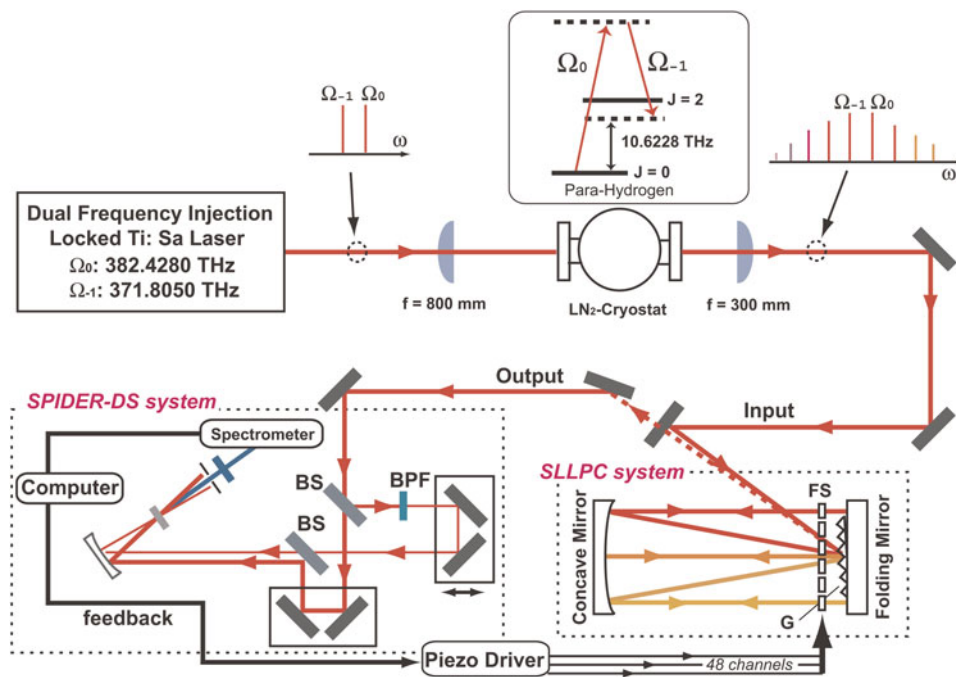 Ω₀
Ω₋₁
J = 2
10.6228 THz
J = 0
Para-Hydrogen
Ω₋₁ Ω₀
ω
Ω₋₁ Ω₀
ω
Dual Frequency Injection
Locked Ti: Sa Laser
Ω₀: 382.4280 THz
Ω₋₁: 371.8050 THz
f = 800 mm
LN₂-Cryostat
f = 300 mm
Output
Input
SPIDER-DS system
Spectrometer
Computer
BS
BPF
BS
feedback
SLLPC system
FS
Concave Mirror
Folding Mirror
G
Piezo Driver
48 channels